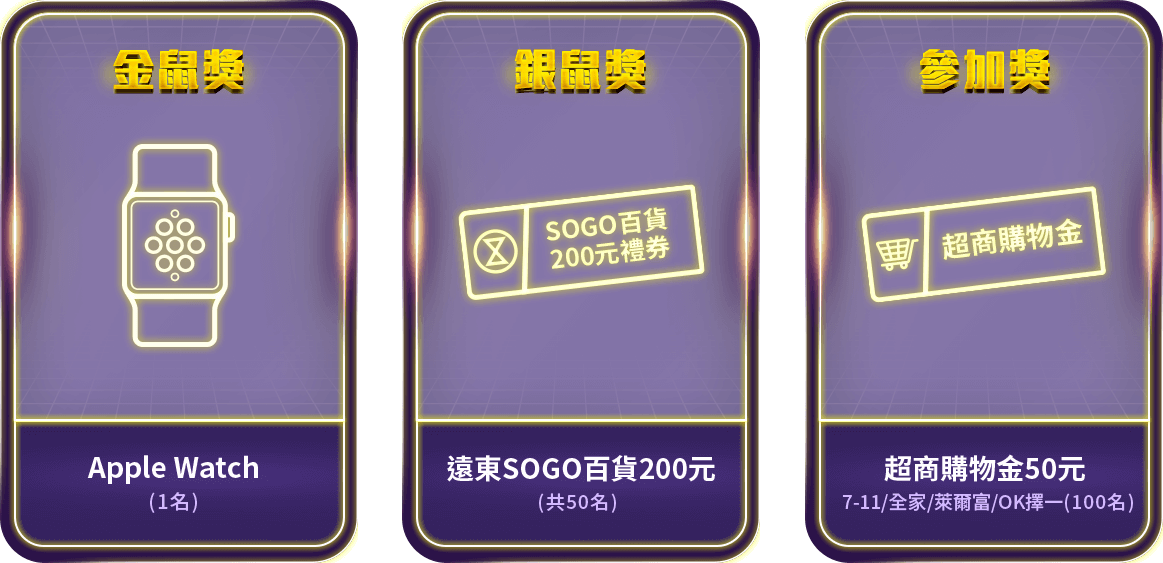 金鼠獎
Apple Watch
(1名)
銀鼠獎
SOGO百貨
200元禮券
遠東SOGO百貨200元
(共50名)
參加獎
超商購物金
超商購物金50元
7-11/全家/萊爾富/OK擇一(100名)